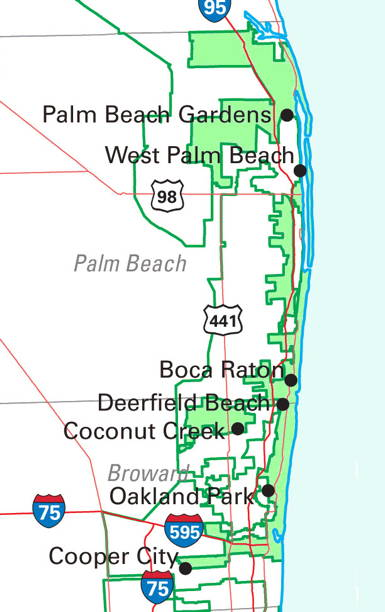 95
Palm Beach Gardens
West Palm Beach
98
Palm Beach
441
Boca Raton
Deerfield Beach
Coconut Creek
Broward
Oakland Park
75
595
Cooper City
75